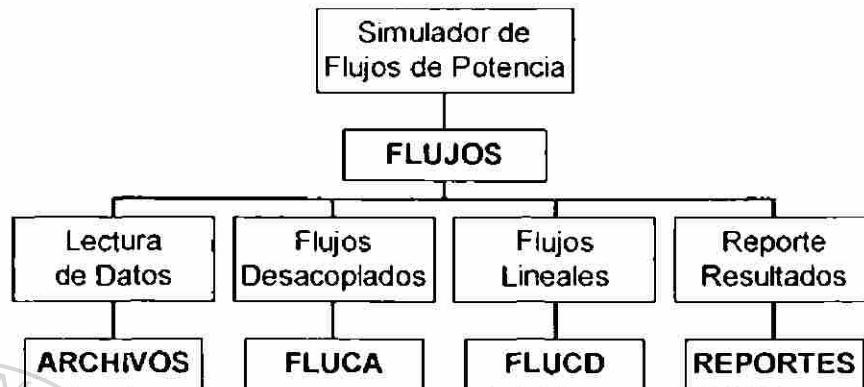 Simulador de
Flujos de Potencia
FLUJOS
Lectura
de Datos
Flujos
Desacoplados
Flujos
Lineales
Reporte
Resultados
ARCHIVOS
FLUCA
FLUCD
REPORTES